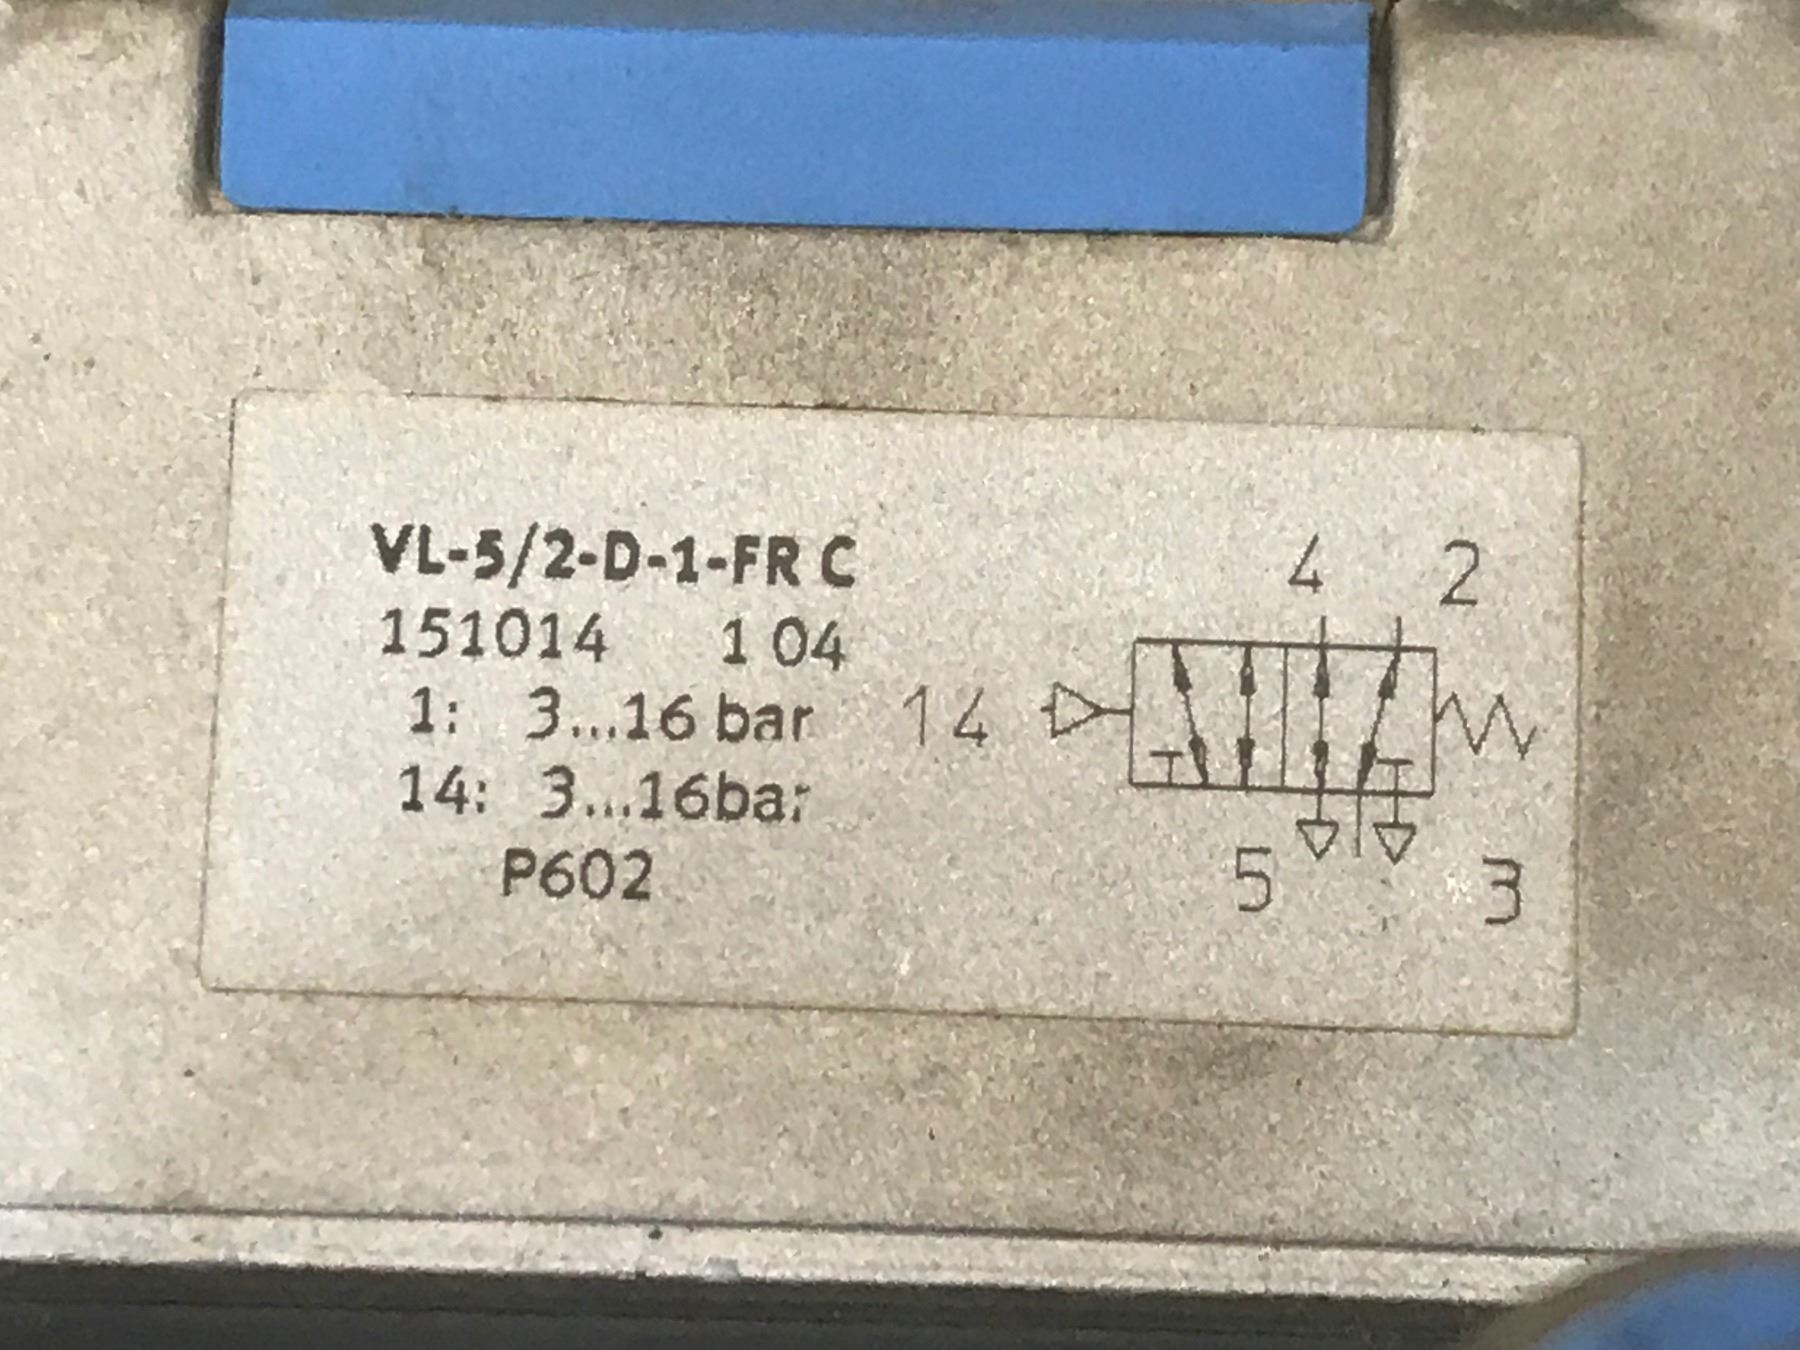 VL-5/2-D-1-FR C
151014 1 04
1: 3...16 bar
14: 3...16bar
P602
4 2
14
5 3